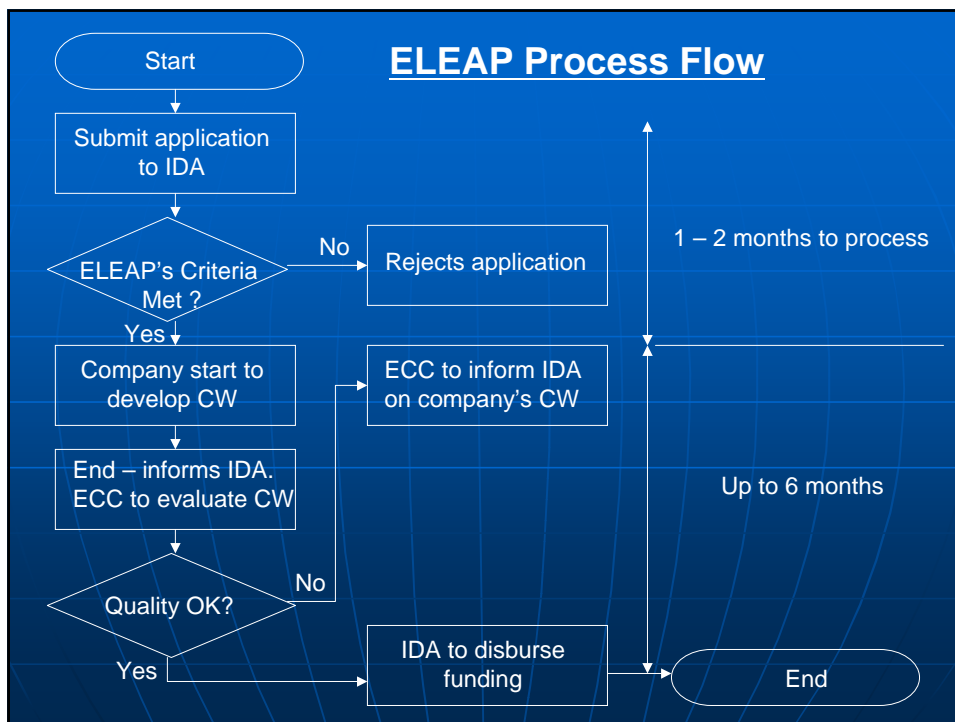 ELEAP Process Flow
Start
Submit application
to IDA
ELEAP's Criteria
Met ?
No
Rejects application
1 – 2 months to process
Yes
Company start to
develop CW
ECC to inform IDA
on company's CW
End – informs IDA.
ECC to evaluate CW
Up to 6 months
Quality OK?
No
Yes
IDA to disburse
funding
End